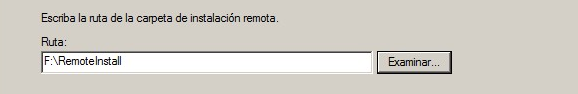 Escriba la ruta de la carpeta de instalación remota.
Ruta:
F:\RemoteInstall Examinar...